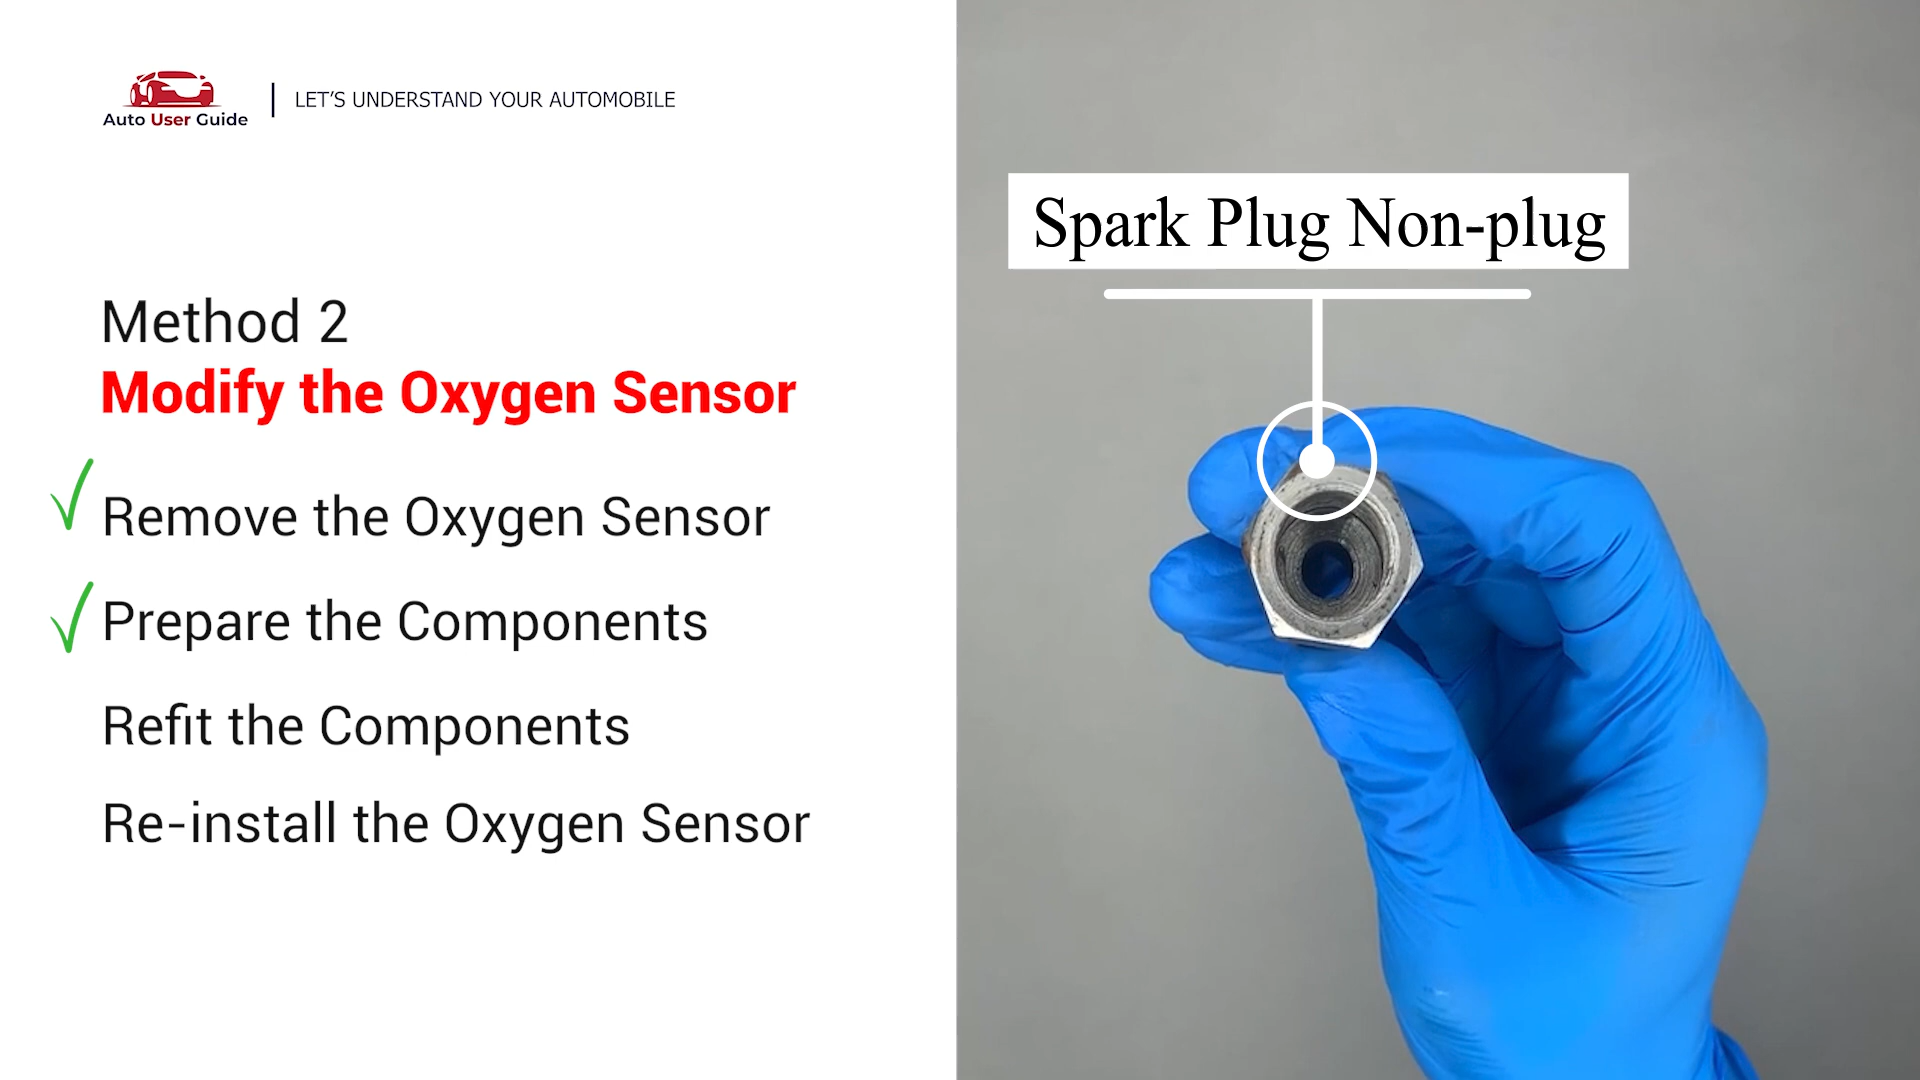 Auto User Guide
LET'S UNDERSTAND YOUR AUTOMOBILE
Method 2
Modify the Oxygen Sensor
Remove the Oxygen Sensor
Prepare the Components
Refit the Components
Re-install the Oxygen Sensor
Spark Plug Non-plug